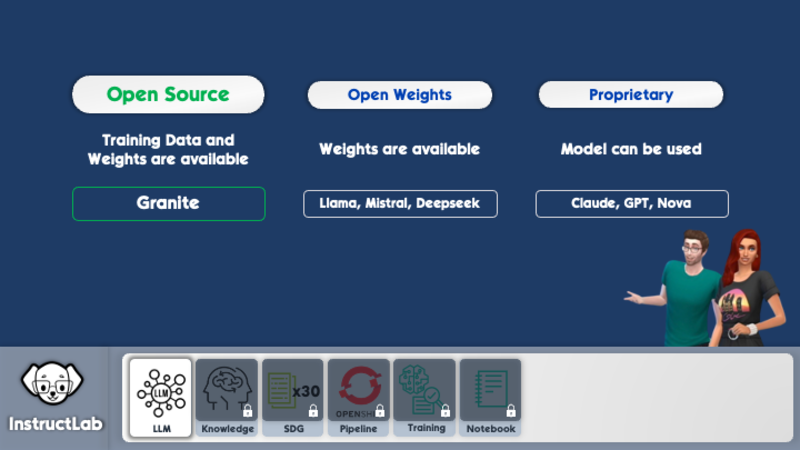 Open Source
Open Weights
Proprietary
Training Data and
Weights are available
Weights are available
Model can be used
Granite
Llama, Mistral, Deepseek
Claude, GPT, Nova
LLM
x30
LLM
Knowledge
SDG
Pipeline
Training
Notebook
InstructLab